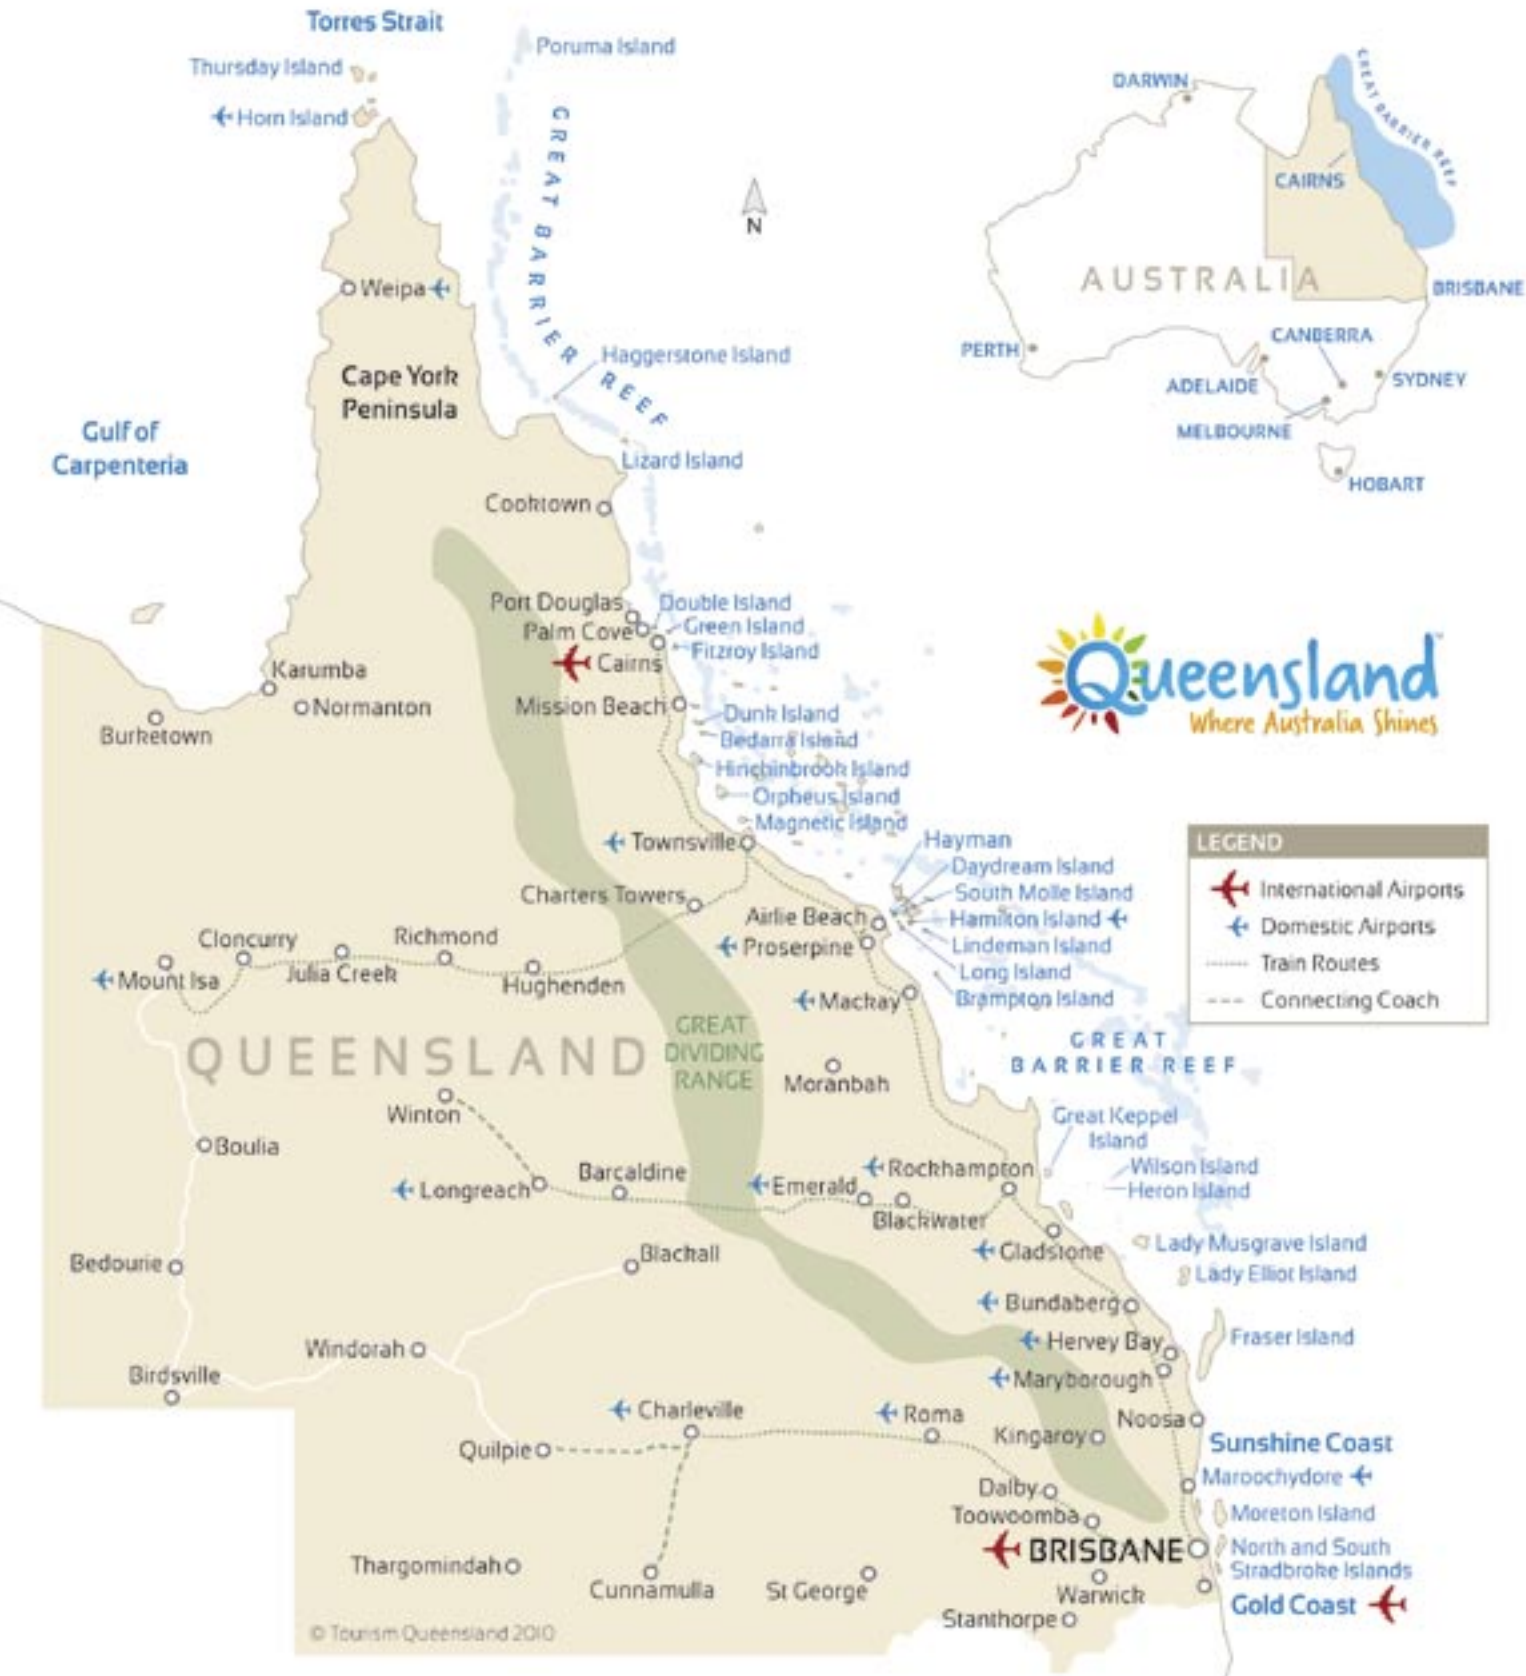 Torres Strait
Poruma Island
Thursday Island
Horn Island
GREAT BARRIER REEF
N
Weipa
Haggerstone Island
Cape York
Peninsula
Gulf of
Carpenteria
Lizard Island
Cooktown
Port Douglas
Double Island
Palm Cove
Green Island
Cairns
Fitzroy Island
Karumba
Normanton
Burketown
Mission Beach
Dunk Island
Bedarra Island
Hinchinbrook Island
Orpheus Island
Magnetic Island
Townsville
Hayman
Daydream Island
South Molle Island
Hamilton Island
Lindeman Island
Long Island
Brampton Island
Charters Towers
Airlie Beach
Proserpine
Cloncurry
Richmond
Julia Creek
Mount Isa
Hughenden
Mackay
QUEENSLAND
GREAT
DIVIDING
RANGE
GREAT
BARRIER REEF
Moranbah
Winton
Great Keppel
Island
Boulia
Barcaldine
Rockhampton
Wilson Island
Longreach
Emerald
Heron Island
Blackwater
Blackall
Gladstone
Lady Musgrave Island
Bedourie
Lady Elliot Island
Bundaberg
Windorah
Hervey Bay
Fraser Island
Birdsville
Maryborough
Charleville
Roma
Noosa
Kingaroy
Sunshine Coast
Quilpie
Maroochydore
Dalby
Moreton Island
Toowoomba
BRISBANE
North and South
Stradbroke Islands
Thargomindah
Cunnamulla
St George
Warwick
Gold Coast
Stanthorpe
© Tourism Queensland 2010
DARWIN
GREAT BARRIER REEF
CAIRNS
AUSTRALIA
BRISBANE
PERTH
CANBERRA
ADELAIDE
SYDNEY
MELBOURNE
HOBART
Queensland
Where Australia Shines
LEGEND
International Airports
Domestic Airports
Train Routes
Connecting Coach